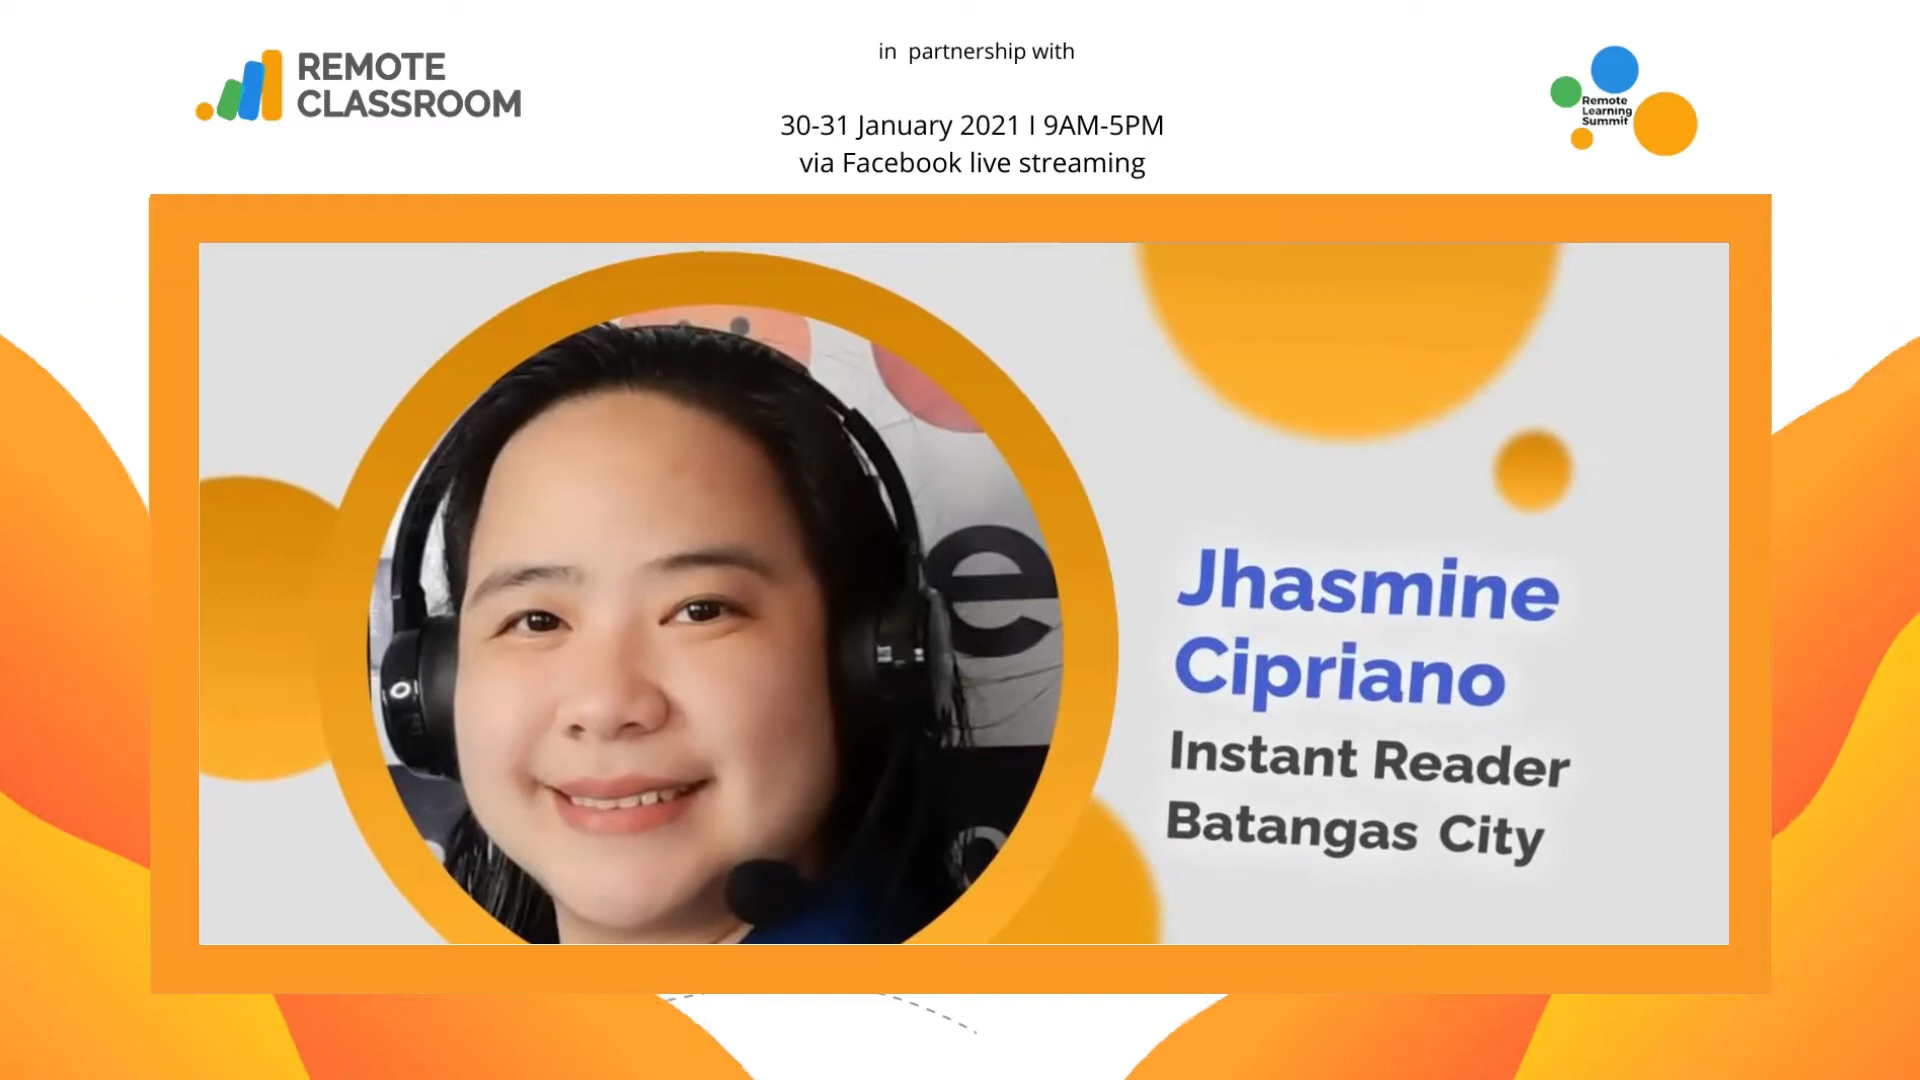 REMOTE
CLASSROOM
in partnership with
30-31 January 2021 I 9AM-5PM
via Facebook live streaming
Remote
Learning
Summit
e
Jhasmine
Cipriano
Instant Reader
Batangas City